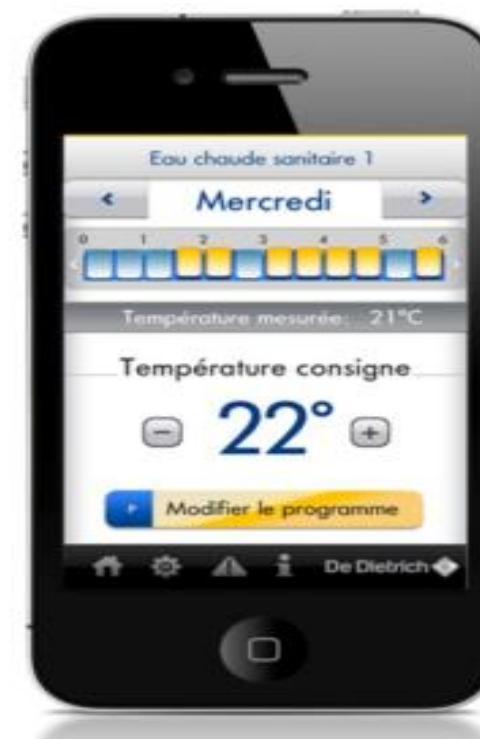 Eau chaude sanitaire 1
< Mercredi >
0 1 2 3 4 5 6
Température mesurée: 21°C
Température consigne
- 22° +
Modifier le programme
De Dietrich